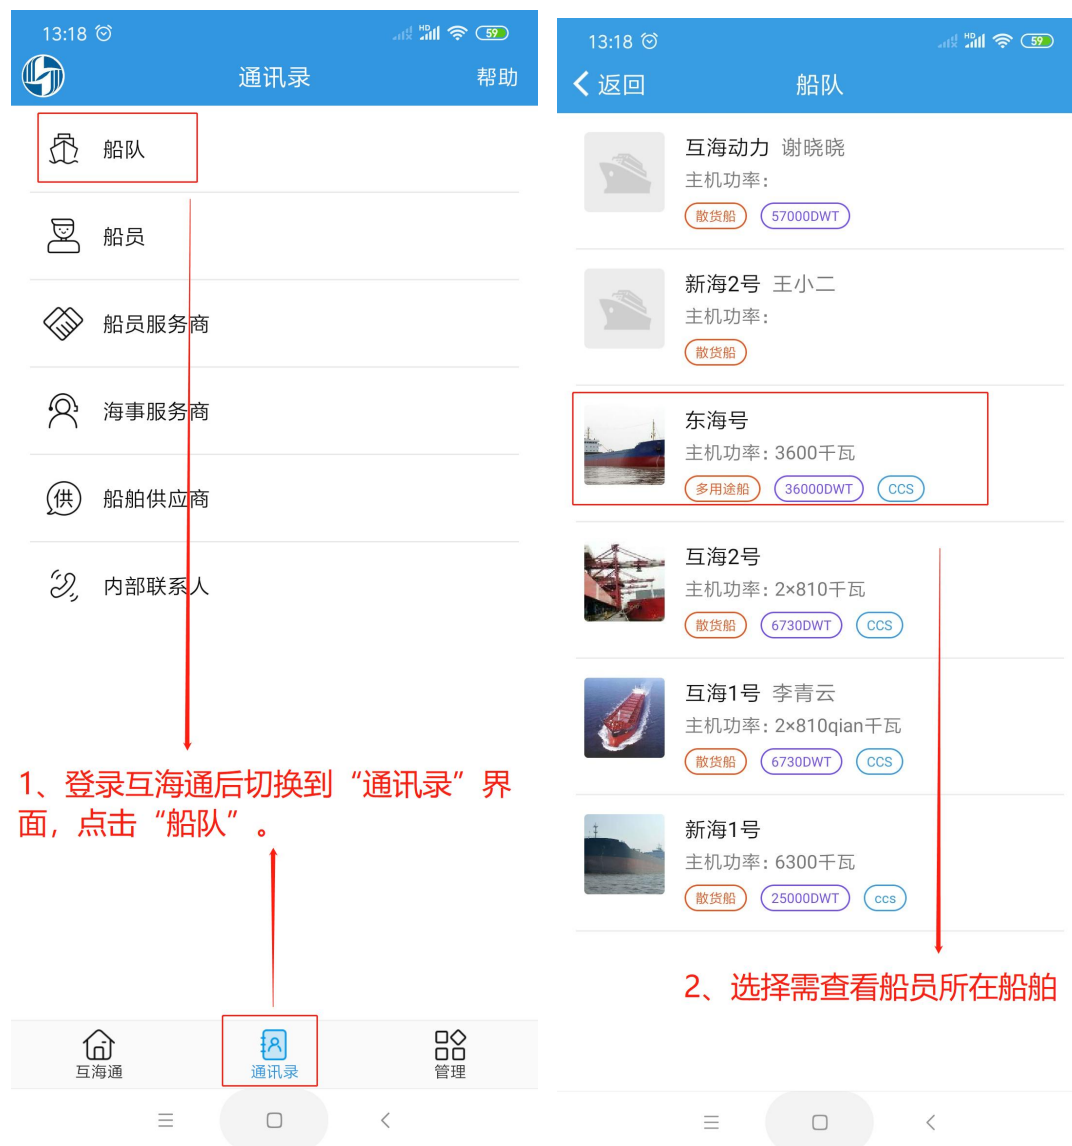 13:18
HD
59
通讯录
帮助
船队
船员
船员服务商
海事服务商
供
船舶供应商
内部联系人
1、登录互海通后切换到“通讯录”界
面，点击“船队”。
互海通
通讯录
管理
13:18
HD
59
返回
船队
互海动力 谢晓晓
主机功率:
散货船 57000DWT
新海2号 王小二
主机功率:
散货船
东海号
主机功率: 3600千瓦
多用途船 36000DWT CCS
互海2号
主机功率: 2×810千瓦
散货船 6730DWT CCS
互海1号 李青云
主机功率: 2×810qian千瓦
散货船 6730DWT CCS
新海1号
主机功率: 6300千瓦
散货船 25000DWT ccs
2、选择需查看船员所在船舶